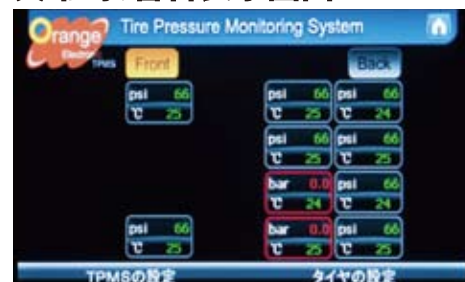 Orange
Electronic
TPMS
Tire Pressure Monitoring System
Front
Back
psi 66
℃ 25
psi 66
℃ 25
psi 66
℃ 24
psi 66
℃ 25
psi 66
℃ 25
bar 0.0
℃ 24
psi 66
℃ 24
psi 66
℃ 25
bar 0.0
℃ 25
psi 66
℃ 25
TPMSの設定
タイヤの設定